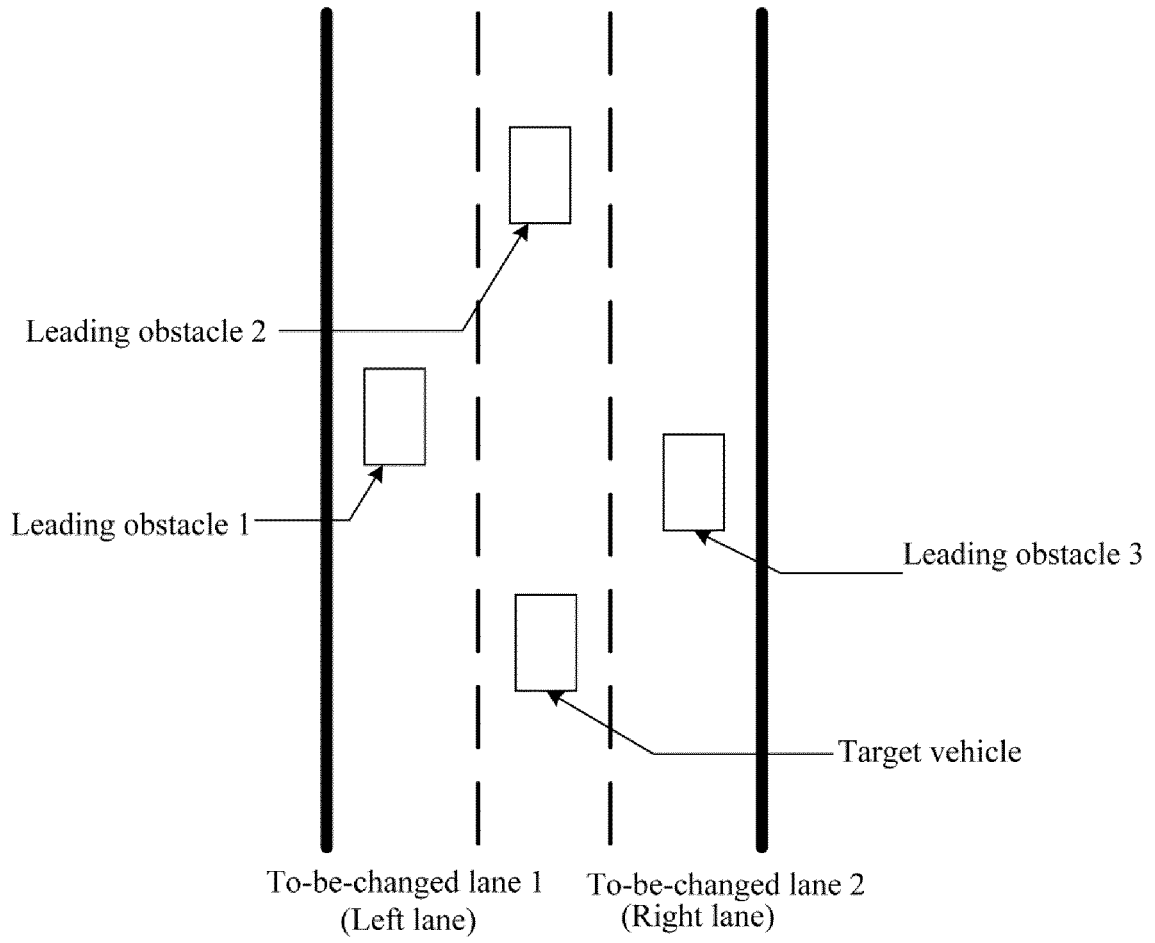 Leading obstacle 2
Leading obstacle 1
Leading obstacle 3
Target vehicle
To-be-changed lane 1
(Left lane)
To-be-changed lane 2
(Right lane)